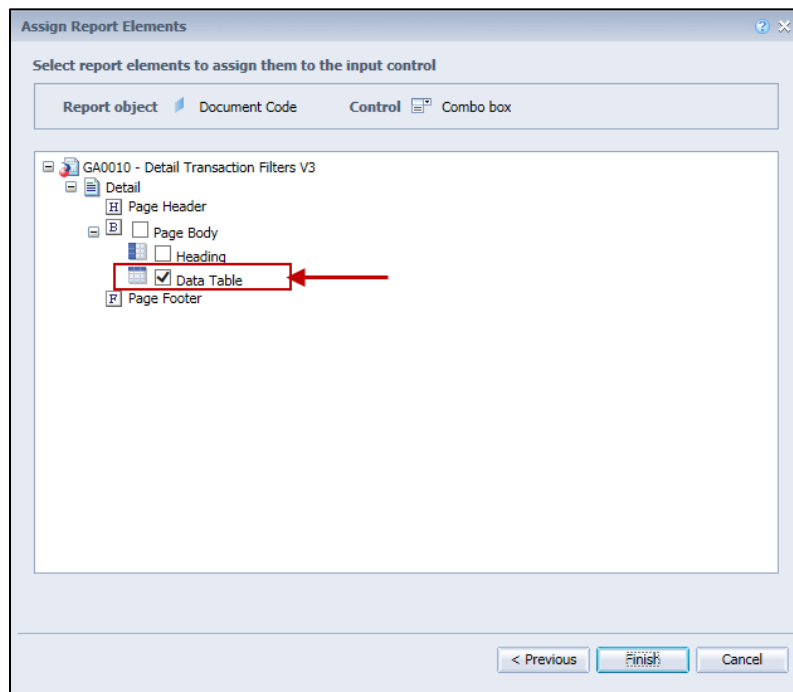 Assign Report Elements
Select report elements to assign them to the input control
Report object Document Code Control Combo box
GA0010 - Detail Transaction Filters V3
Detail
H Page Header
B Page Body
Heading
Data Table
F Page Footer
< Previous Finish Cancel